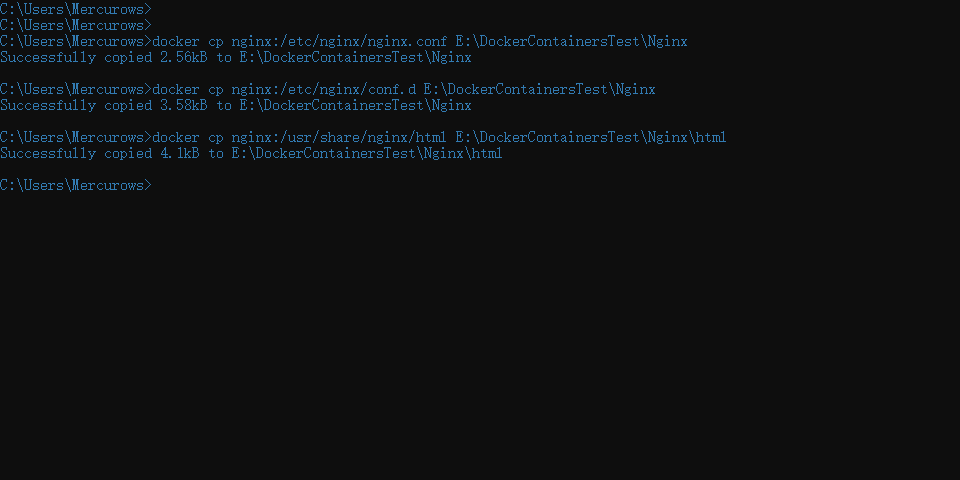 C:\Users\Mercurows>
C:\Users\Mercurows>
C:\Users\Mercurows>docker cp nginx:/etc/nginx/nginx.conf E:\DockerContainersTest\Nginx
Successfully copied 2.56kB to E:\DockerContainersTest\Nginx
C:\Users\Mercurows>docker cp nginx:/etc/nginx/conf.d E:\DockerContainersTest\Nginx
Successfully copied 3.58kB to E:\DockerContainersTest\Nginx
C:\Users\Mercurows>docker cp nginx:/usr/share/nginx/html E:\DockerContainersTest\Nginx\html
Successfully copied 4.1kB to E:\DockerContainersTest\Nginx\html
C:\Users\Mercurows>